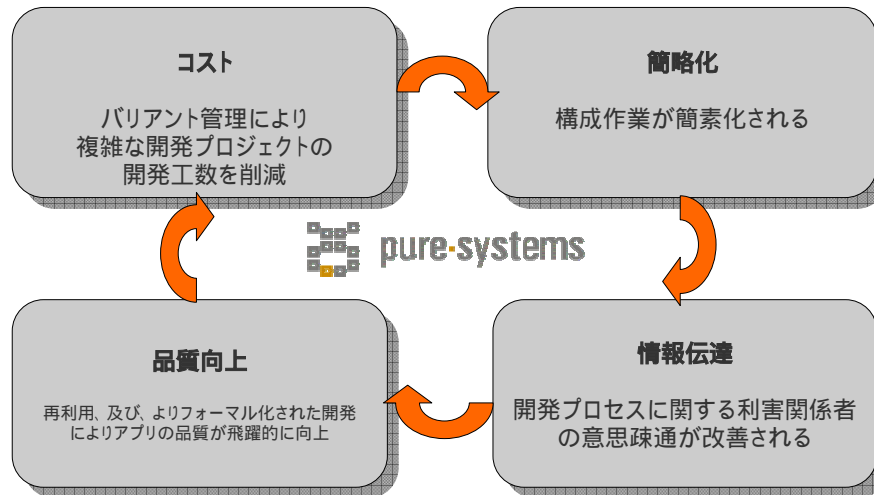 コスト
バリアント管理により
複雑な開発プロジェクトの
開発工数を削減
簡略化
構成作業が簡素化される
pure-systems
品質向上
再利用、及び、よりフォーマル化された開発
によりアプリの品質が飛躍的に向上
情報伝達
開発プロセスに関する利害関係者
の意思疎通が改善される